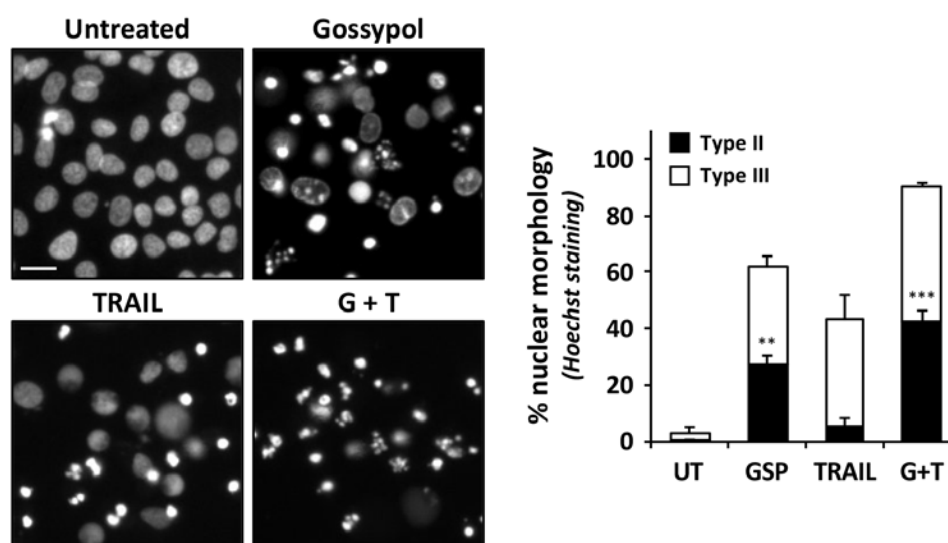 Untreated
Gossypol
TRAIL
G + T
% nuclear morphology
(Hoechst staining)
Type II
Type III
100
80
60
40
20
0
**
***
UT
GSP
TRAIL
G+T